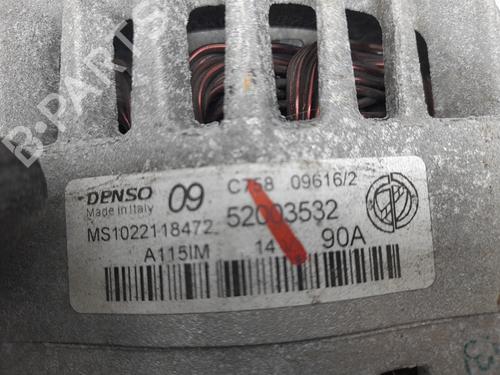 B-PARTS
DENSO 09 C758 09616/2
Made in Italy
MS1022118472 52003532
A115IM 14 90A